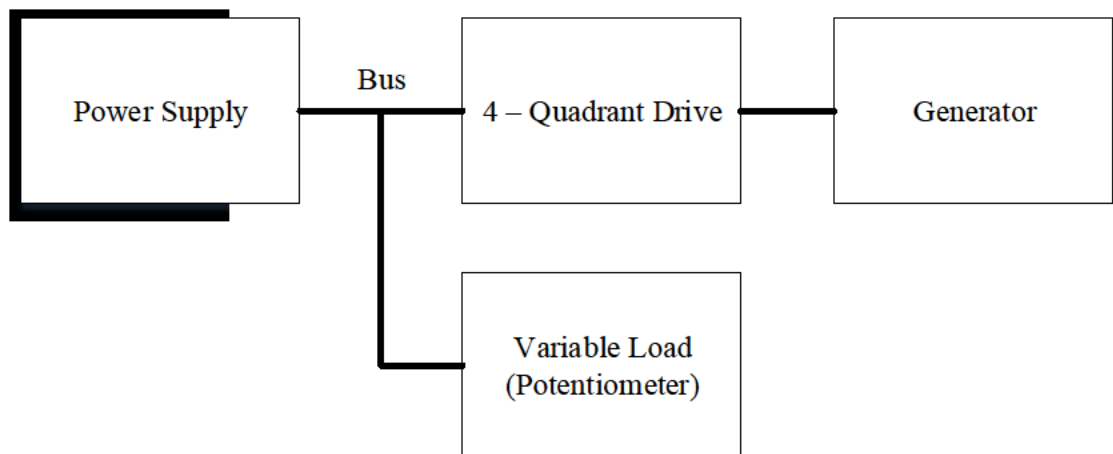 Bus
Power Supply
4 – Quadrant Drive
Generator
Variable Load
(Potentiometer)